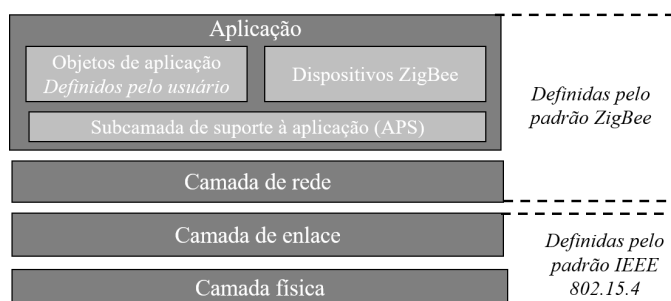 Aplicação
Objetos de aplicação
Definidos pelo usuário
Dispositivos ZigBee
Subcamada de suporte à aplicação (APS)
Definidas pelo
padrão ZigBee
Camada de rede
Camada de enlace
Camada física
Definidas pelo
padrão IEEE
802.15.4